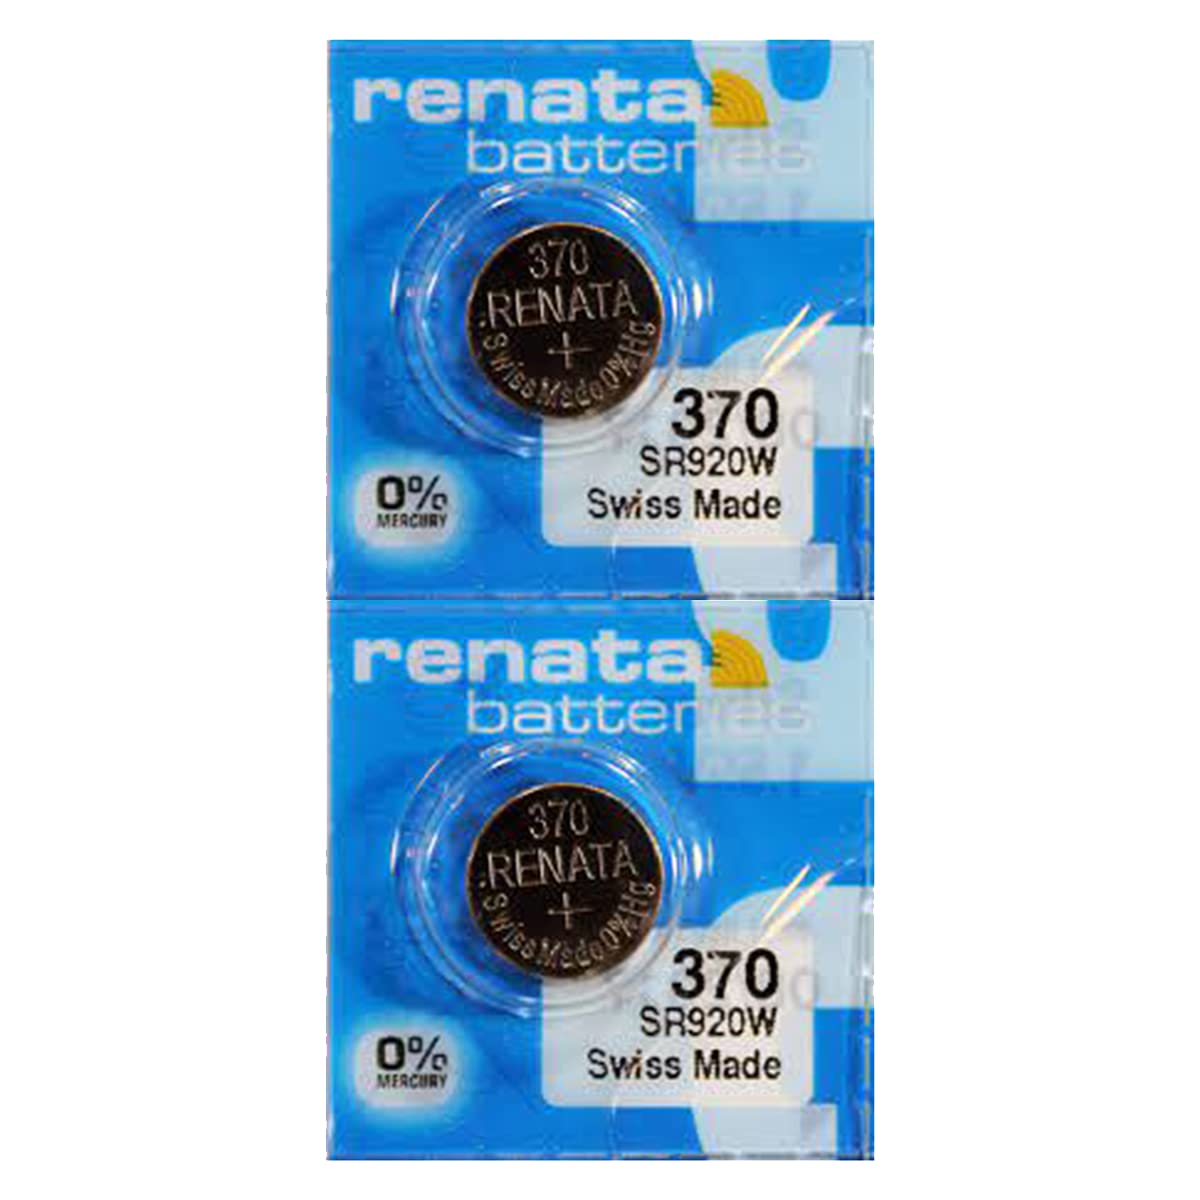 renata
batteries
370
RENATA
+
Swiss Made 0%Hg
370
SR920W
Swiss Made
0%
MERCURY
renata
batteries
370
RENATA
+
Swiss Made 0%Hg
370
SR920W
Swiss Made
0%
MERCURY